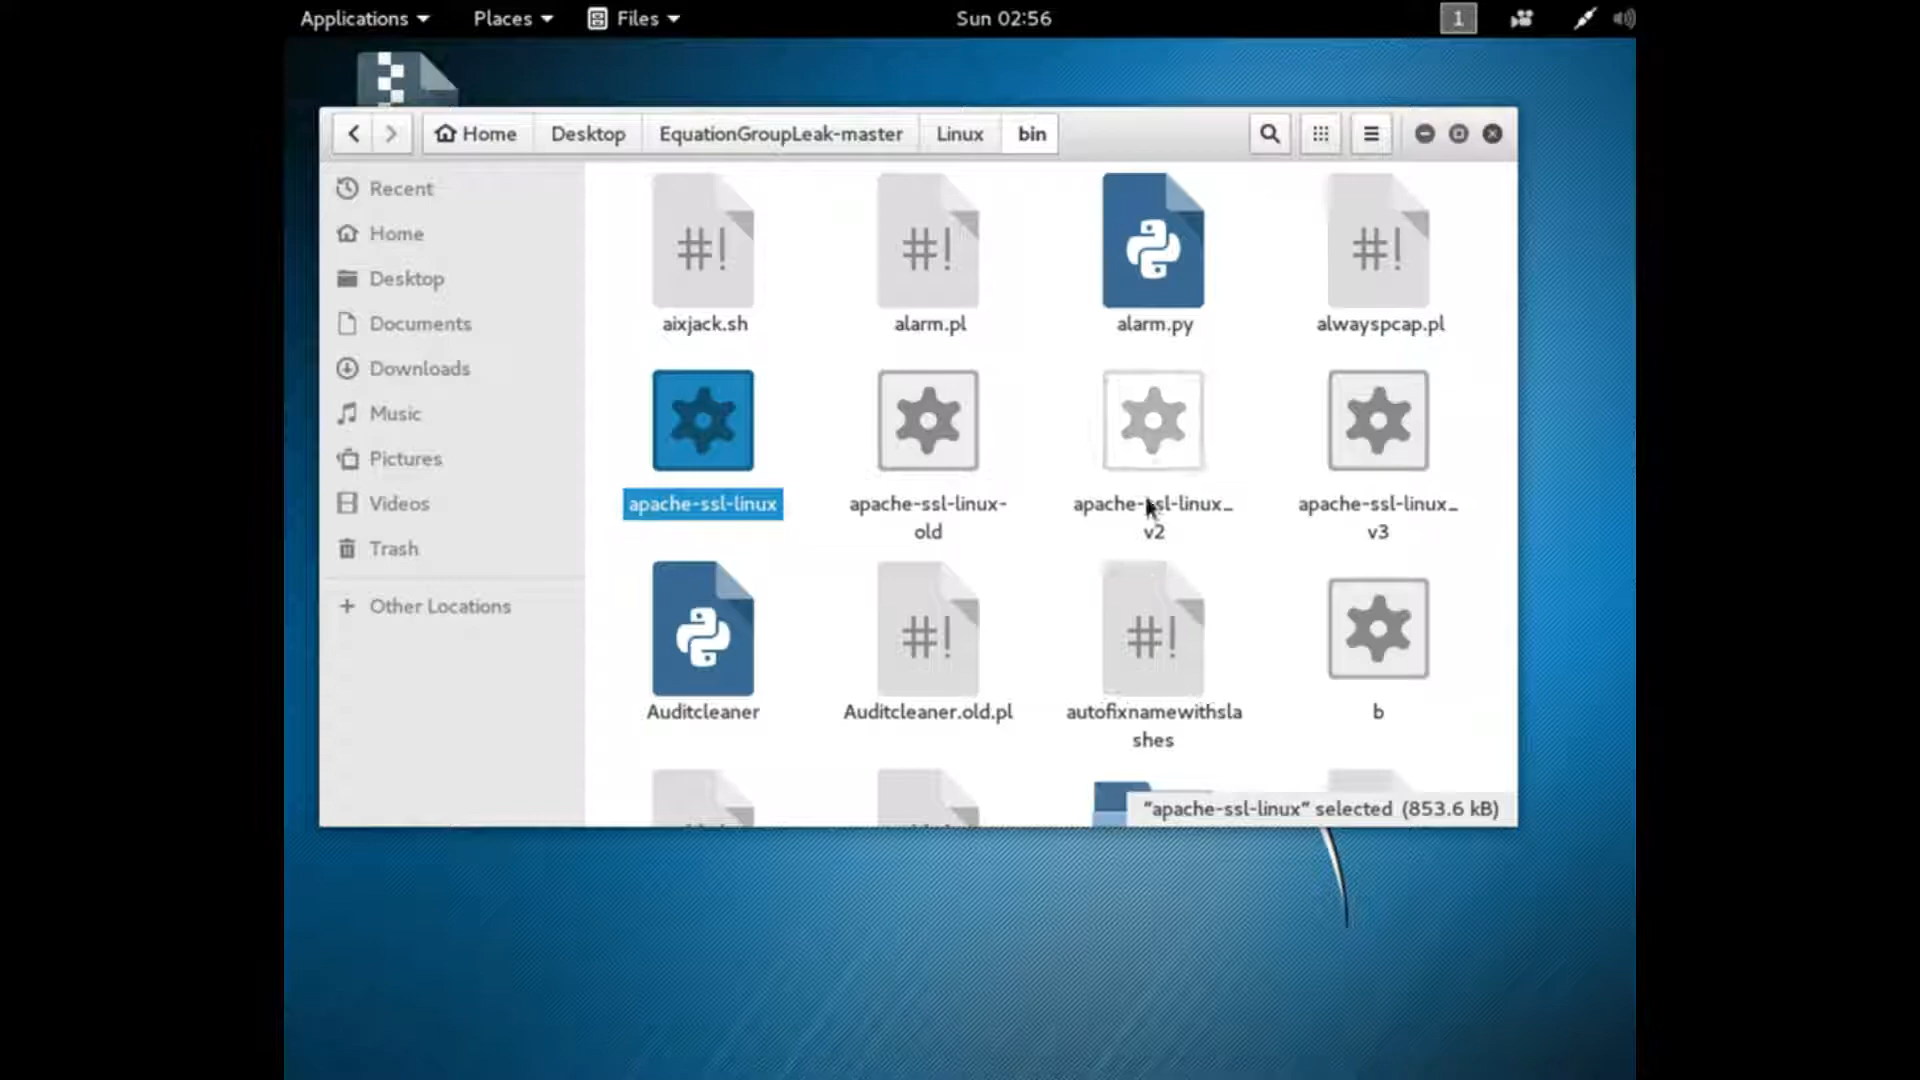 Applications Places Files Sun 02:56 1
Home Desktop EquationGroupLeak-master Linux bin
Recent
Home
Desktop
Documents
Downloads
Music
Pictures
Videos
Trash
+ Other Locations
#! #! #!
aixjack.sh alarm.pl alarm.py alwayspcap.pl
apache-ssl-linux apache-ssl-linux- apache-ssl-linux_ apache-ssl-linux_
old v2 v3
#! #!
Auditcleaner Auditcleaner.old.pl autofixnamewithsla b
shes
"apache-ssl-linux" selected (853.6 kB)